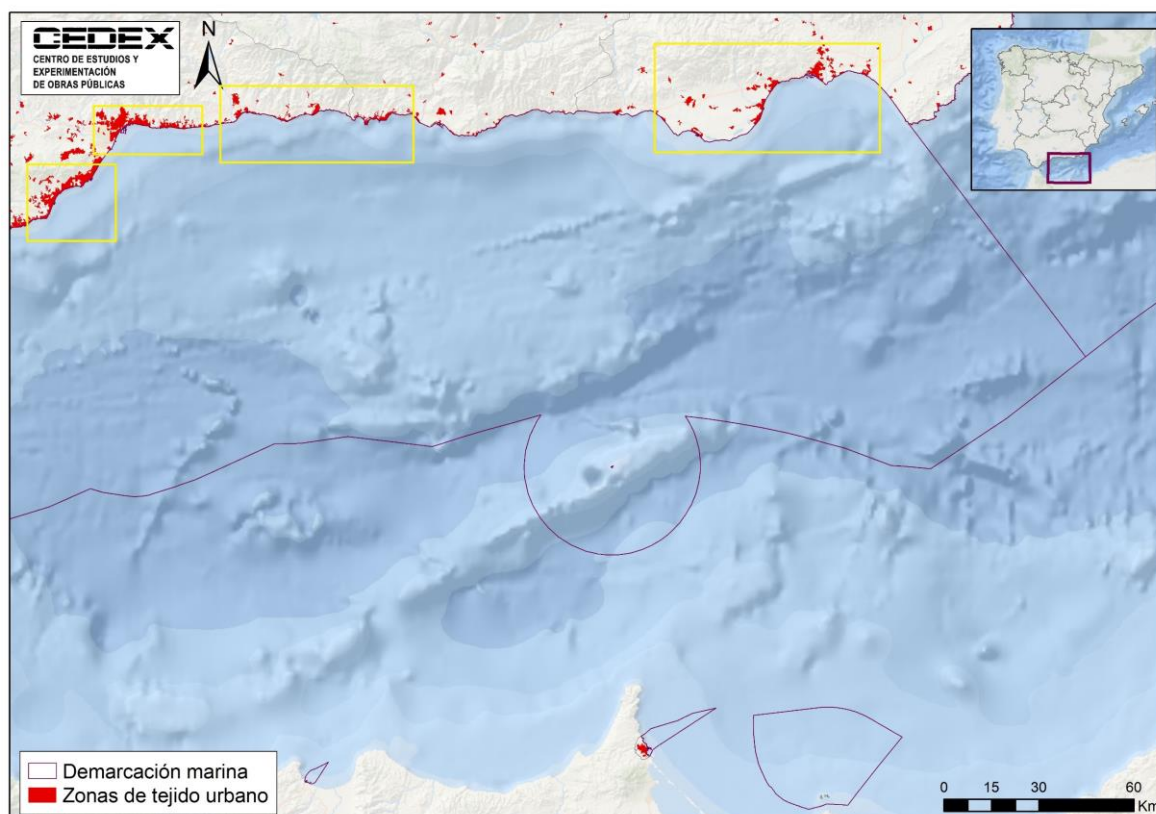 CEDEX
CENTRO DE ESTUDIOS Y
EXPERIMENTACIÓN
DE OBRAS PÚBLICAS
N
Demarcación marina
Zonas de tejido urbano
0 15 30 60
Km